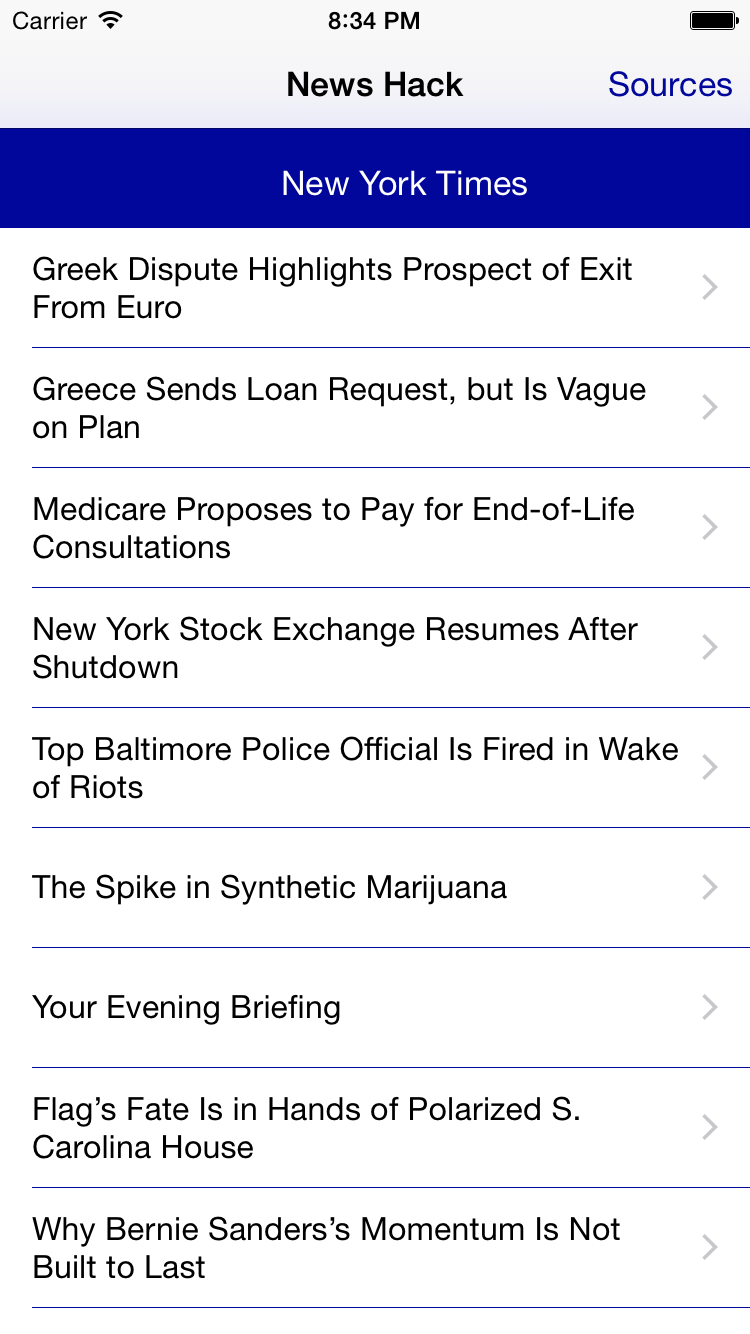 Carrier 8:34 PM
News Hack Sources
New York Times
Greek Dispute Highlights Prospect of Exit
From Euro
Greece Sends Loan Request, but Is Vague
on Plan
Medicare Proposes to Pay for End-of-Life
Consultations
New York Stock Exchange Resumes After
Shutdown
Top Baltimore Police Official Is Fired in Wake
of Riots
The Spike in Synthetic Marijuana
Your Evening Briefing
Flag’s Fate Is in Hands of Polarized S.
Carolina House
Why Bernie Sanders’s Momentum Is Not
Built to Last